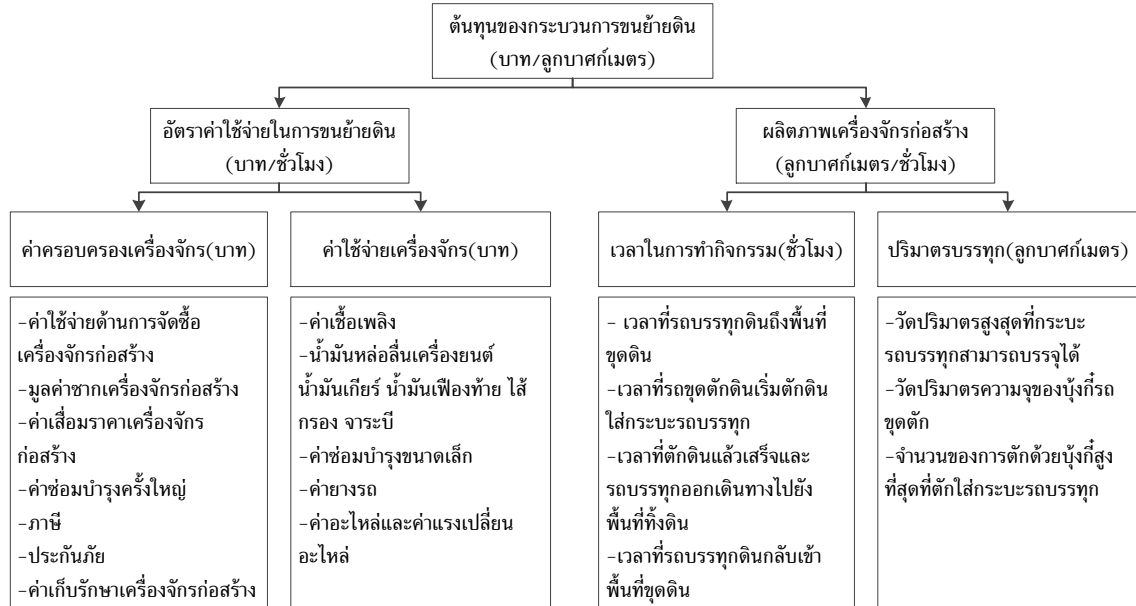 ต้นทุนของกระบวนการขนย้ายดิน
(บาท/ลูกบาศก์เมตร)
อัตราค่าใช้จ่ายในการขนย้ายดิน
(บาท/ชั่วโมง)
ผลิตภาพเครื่องจักรก่อสร้าง
(ลูกบาศก์เมตร/ชั่วโมง)
ค่าครอบครองเครื่องจักร(บาท)
ค่าใช้จ่ายเครื่องจักร(บาท)
เวลาในการทำกิจกรรม(ชั่วโมง)
ปริมาตรบรรทุก(ลูกบาศก์เมตร)
-ค่าใช้จ่ายด้านการจัดซื้อ
เครื่องจักรก่อสร้าง
-มูลค่าซากเครื่องจักรก่อสร้าง
-ค่าเสื่อมราคาเครื่องจักร
ก่อสร้าง
-ค่าซ่อมบำรุงครั้งใหญ่
-ภาษี
-ประกันภัย
-ค่าเก็บรักษาเครื่องจักรก่อสร้าง
-ค่าเชื้อเพลิง
-น้ำมันหล่อลื่นเครื่องยนต์
น้ำมันเกียร์ น้ำมันเฟืองท้าย ไส้
กรอง จาระบี
-ค่าซ่อมบำรุงขนาดเล็ก
-ค่ายางรถ
-ค่าอะไหล่และค่าแรงเปลี่ยน
อะไหล่
- เวลาที่รถบรรทุกดินถึงพื้นที่
ขุดดิน
-เวลาที่รถขุดตักดินเริ่มตักดิน
ใส่กระบะรถบรรทุก
-เวลาที่ตักดินแล้วเสร็จและ
รถบรรทุกออกเดินทางไปยัง
พื้นที่ทิ้งดิน
-เวลาที่รถบรรทุกดินกลับเข้า
พื้นที่ขุดดิน
-วัดปริมาตรสูงสุดที่กระบะ
รถบรรทุกสามารถบรรจุได้
-วัดปริมาตรความจุของบุ้งกี๋รถ
ขุดตัก
-จำนวนของการตักด้วยบุ้งกี๋สูง
ที่สุดที่ตักใส่กระบะรถบรรทุก